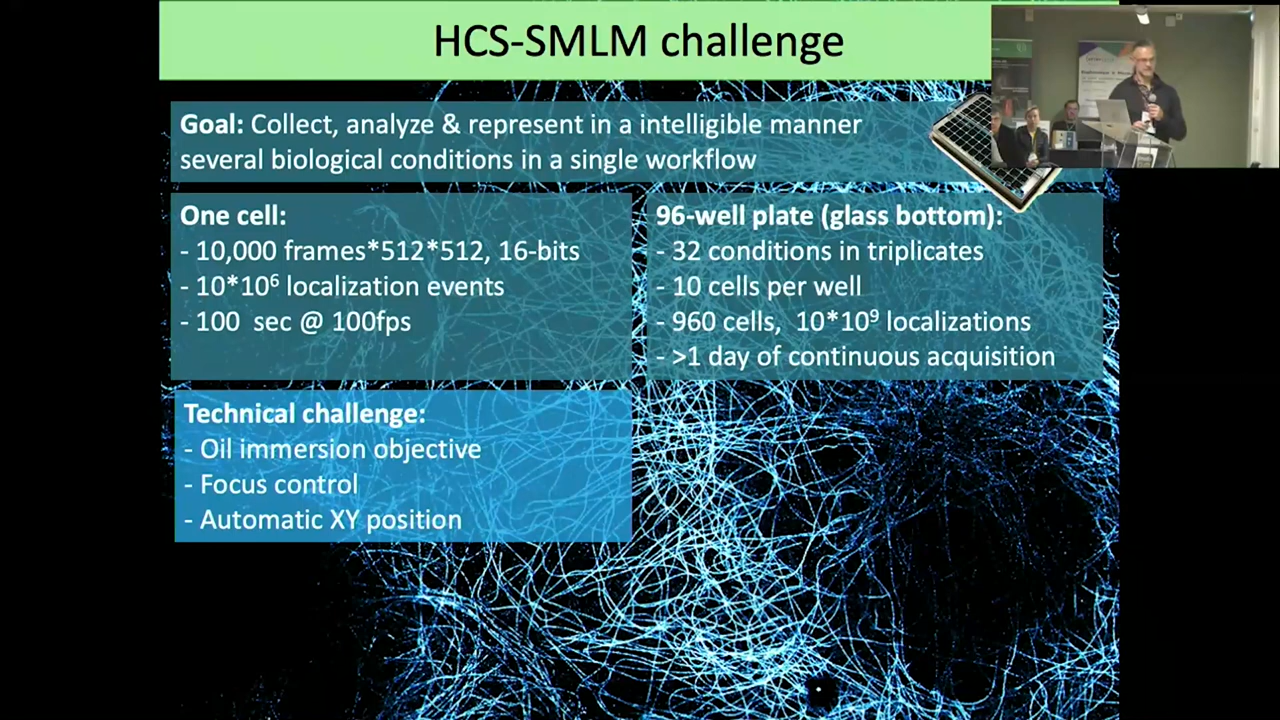 HCS-SMLM challenge
Goal: Collect, analyze & represent in a intelligible manner
several biological conditions in a single workflow
One cell:
- 10,000 frames*512*512, 16-bits
- 10*10⁶ localization events
- 100 sec @ 100fps
96-well plate (glass bottom):
- 32 conditions in triplicates
- 10 cells per well
- 960 cells, 10*10⁹ localizations
- >1 day of continuous acquisition
Technical challenge:
- Oil immersion objective
- Focus control
- Automatic XY position